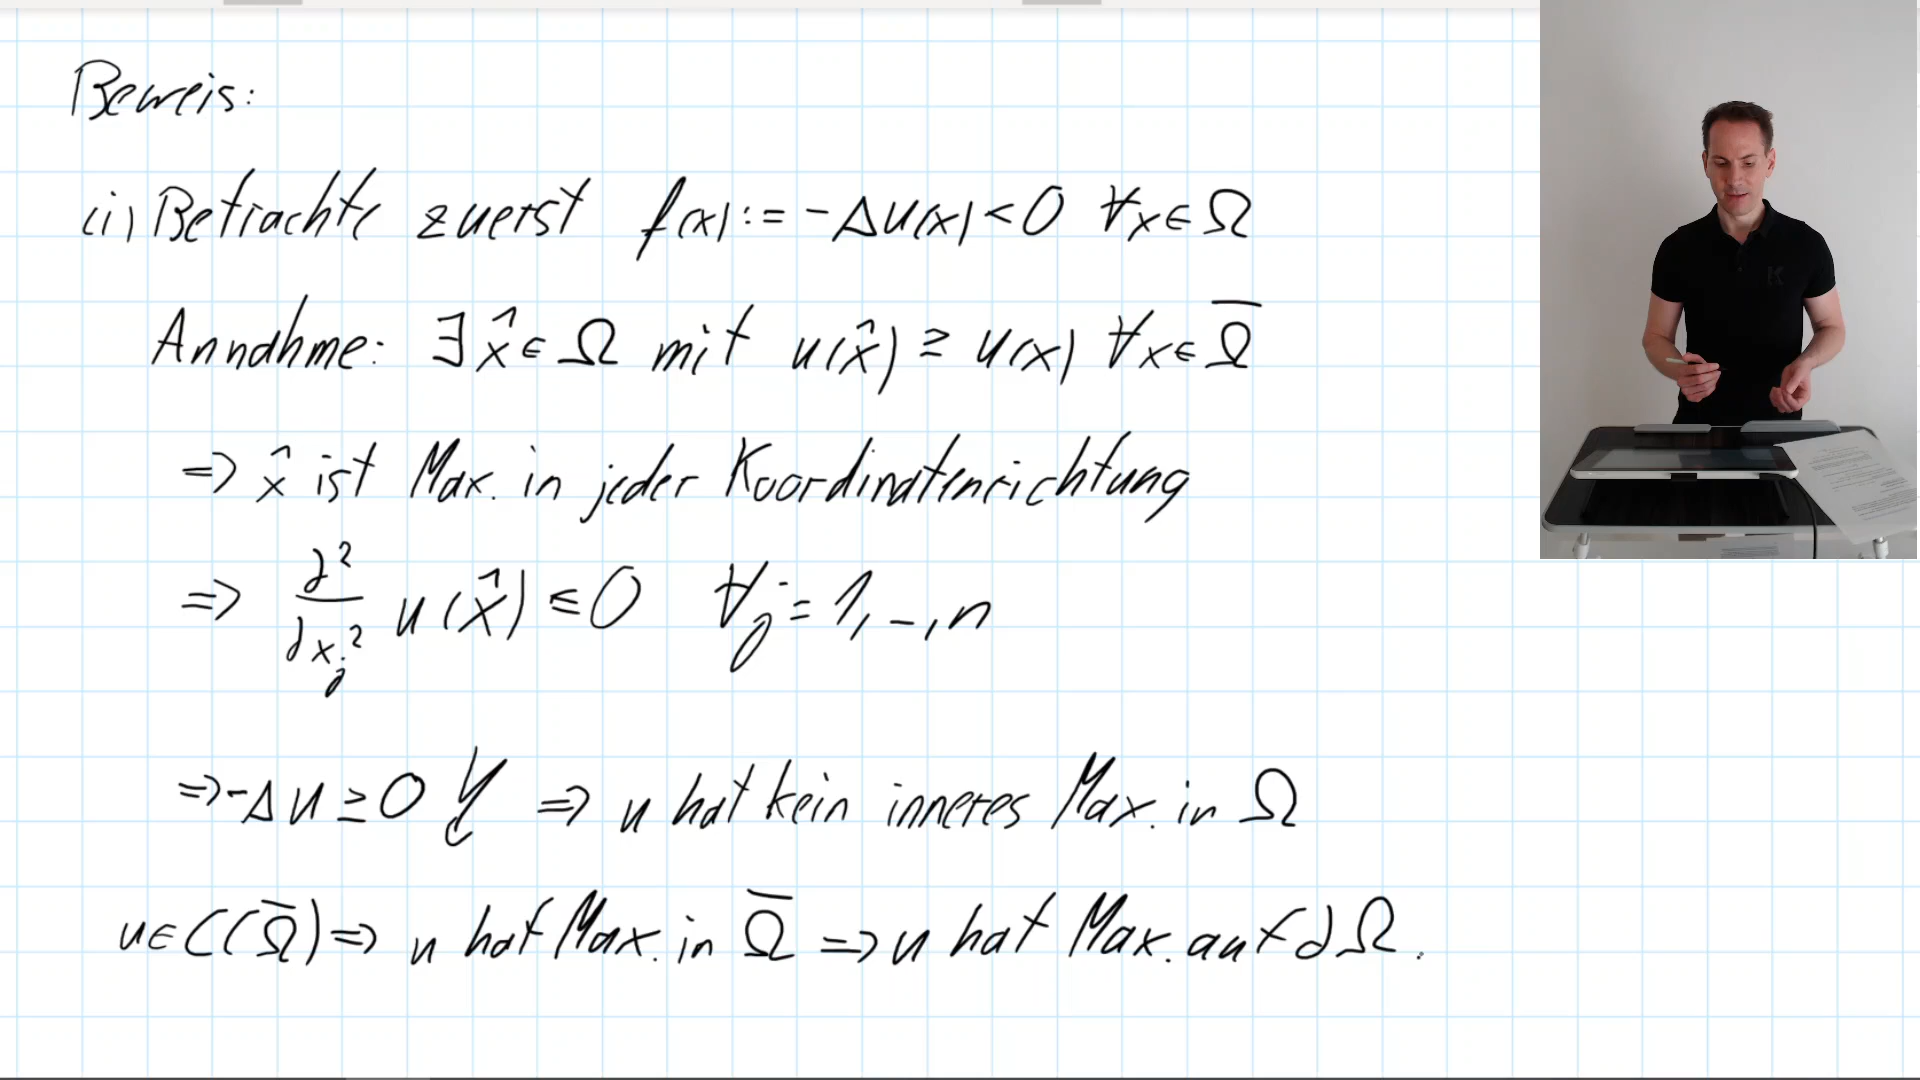 Beweis:
(i) Betrachte zuerst f(x) := -Δu(x) < 0 ∀x ∈ Ω
Annahme: ∃ x̂ ∈ Ω mit u(x̂) ≥ u(x) ∀x ∈ Ω̅
⇒ x̂ ist Max. in jeder Koordinatenrichtung
⇒ ∂²/∂xⱼ² u(x̂) ≤ 0 ∀j = 1, –, n
⇒ -Δu ≥ 0 ↯ ⇒ u hat kein inneres Max. in Ω
u ∈ C(Ω̅) ⇒ u hat Max. in Ω̅ ⇒ u hat Max. auf ∂Ω.